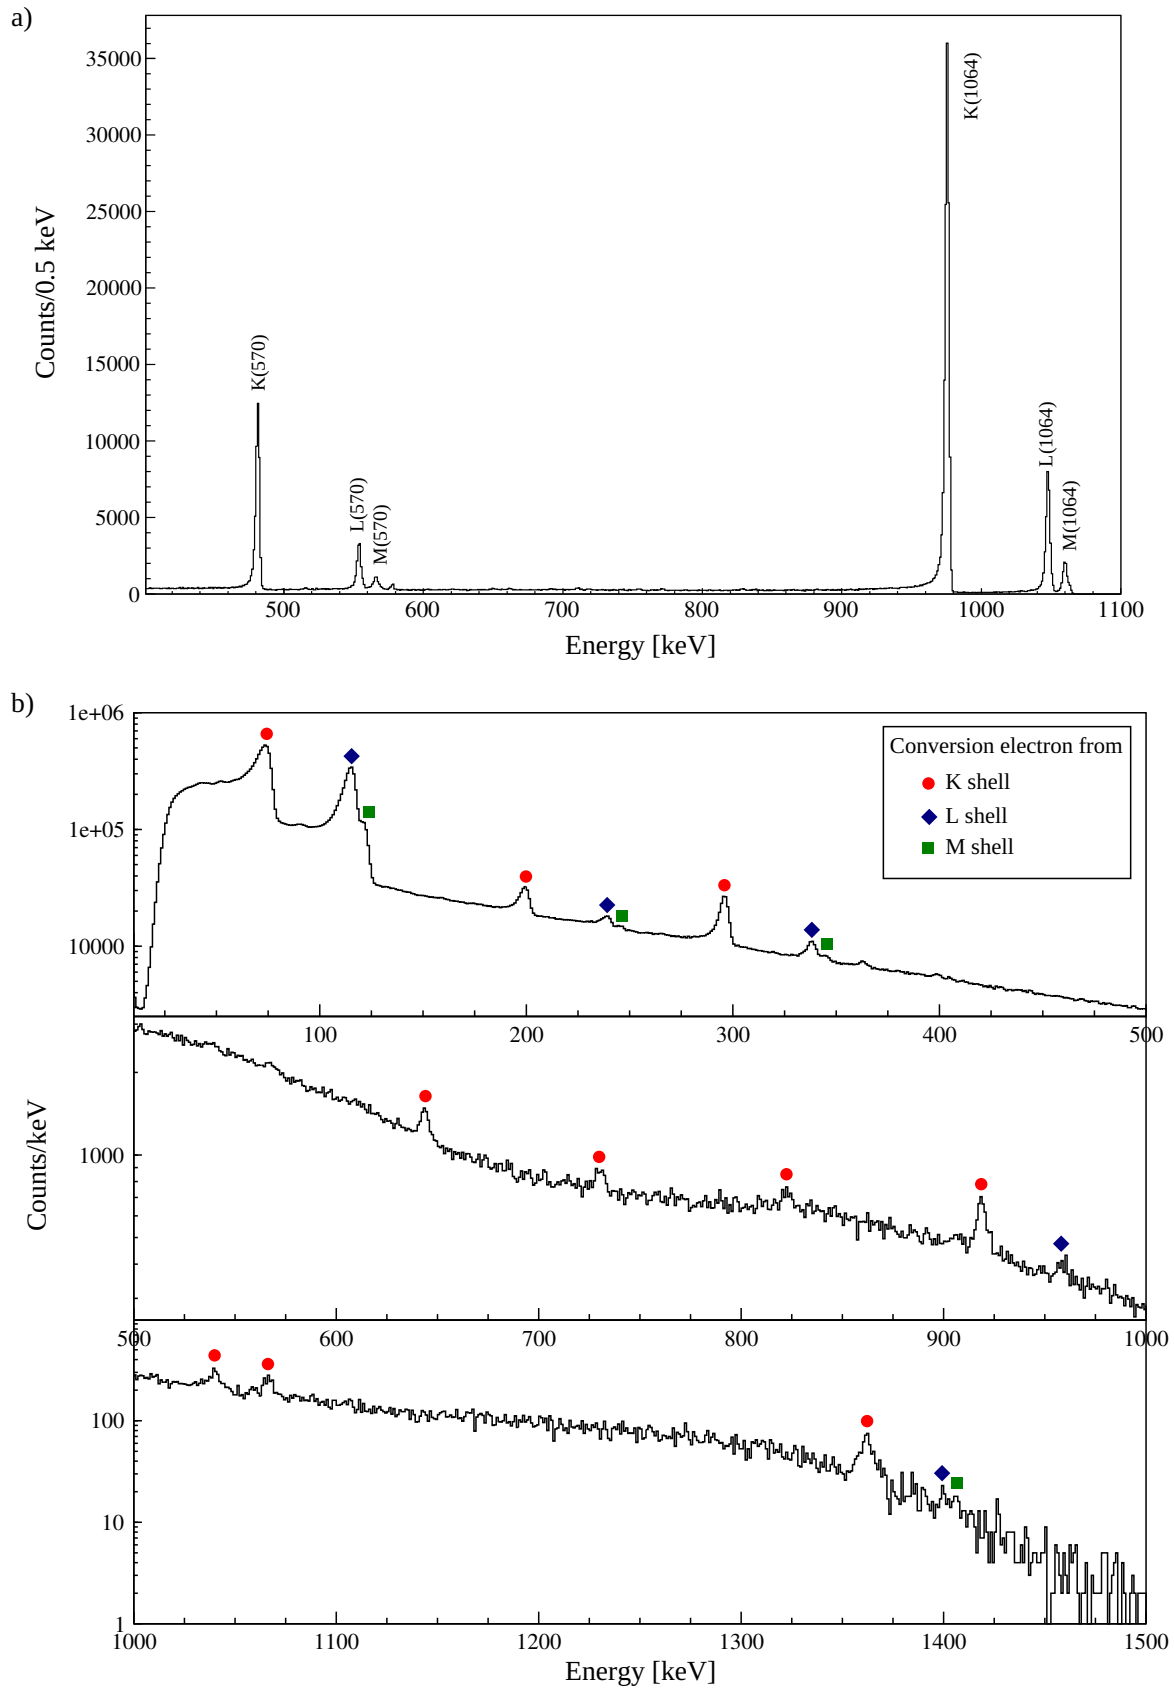 a)
35000
30000
25000
20000
15000
10000
5000
0
Counts/0.5 keV
K(570)
L(570)
M(570)
K(1064)
L(1064)
M(1064)
500 600 700 800 900 1000 1100
Energy [keV]
b)
1e+06
1e+05
10000
Conversion electron from
K shell
L shell
M shell
100 200 300 400 500
Counts/keV
1000
500 600 700 800 900 1000
100
10
1
1000 1100 1200 1300 1400 1500
Energy [keV]